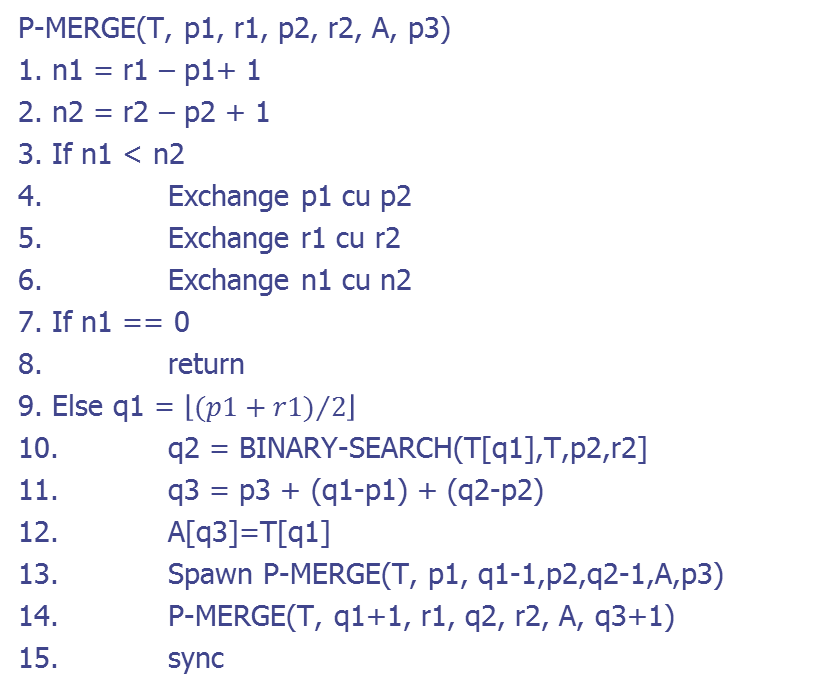 P-MERGE(T, p1, r1, p2, r2, A, p3)
1. n1 = r1 – p1+ 1
2. n2 = r2 – p2 + 1
3. If n1 < n2
4. Exchange p1 cu p2
5. Exchange r1 cu r2
6. Exchange n1 cu n2
7. If n1 == 0
8. return
9. Else q1 = ⌊(p1 + r1)/2⌋
10. q2 = BINARY-SEARCH(T[q1],T,p2,r2]
11. q3 = p3 + (q1-p1) + (q2-p2)
12. A[q3]=T[q1]
13. Spawn P-MERGE(T, p1, q1-1,p2,q2-1,A,p3)
14. P-MERGE(T, q1+1, r1, q2, r2, A, q3+1)
15. sync